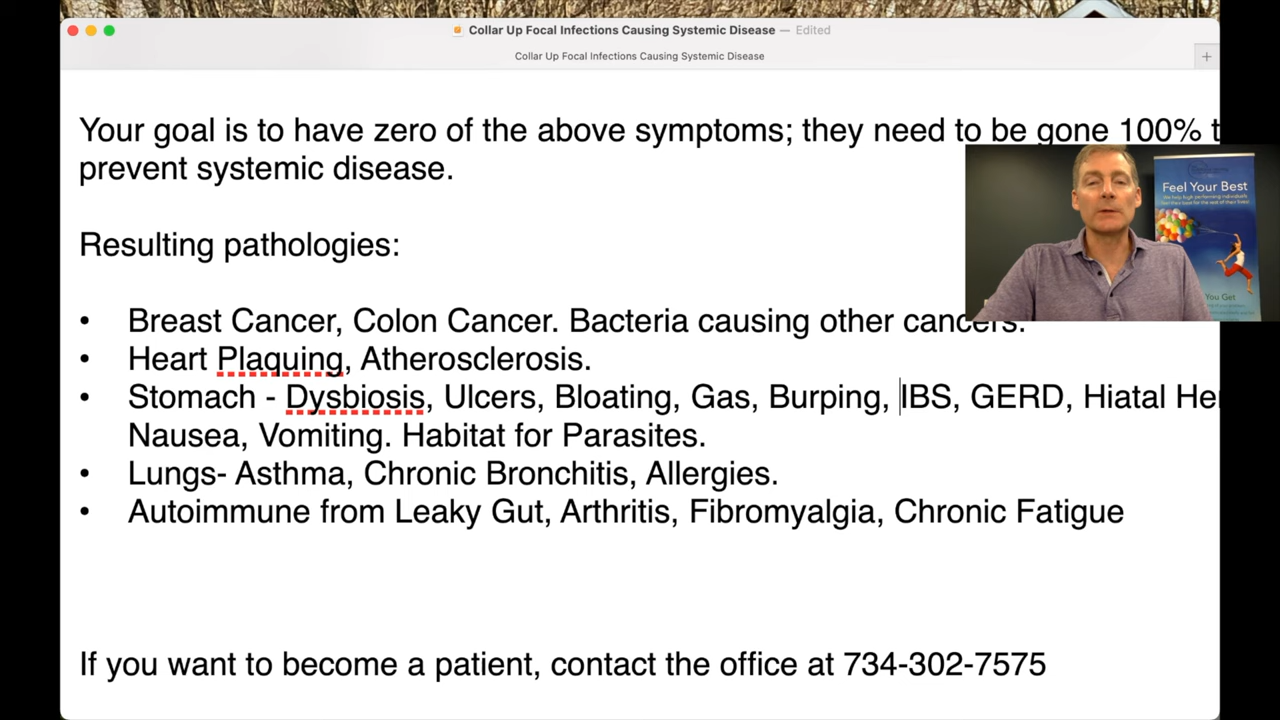 Collar Up Focal Infections Causing Systemic Disease — Edited
Collar Up Focal Infections Causing Systemic Disease
Your goal is to have zero of the above symptoms; they need to be gone 100% t
prevent systemic disease.
Feel Your Best
Resulting pathologies:
You Get
• Breast Cancer, Colon Cancer. Bacteria causing other cancers.
• Heart Plaquing, Atherosclerosis.
• Stomach - Dysbiosis, Ulcers, Bloating, Gas, Burping, IBS, GERD, Hiatal Her
Nausea, Vomiting. Habitat for Parasites.
• Lungs- Asthma, Chronic Bronchitis, Allergies.
• Autoimmune from Leaky Gut, Arthritis, Fibromyalgia, Chronic Fatigue
If you want to become a patient, contact the office at 734-302-7575